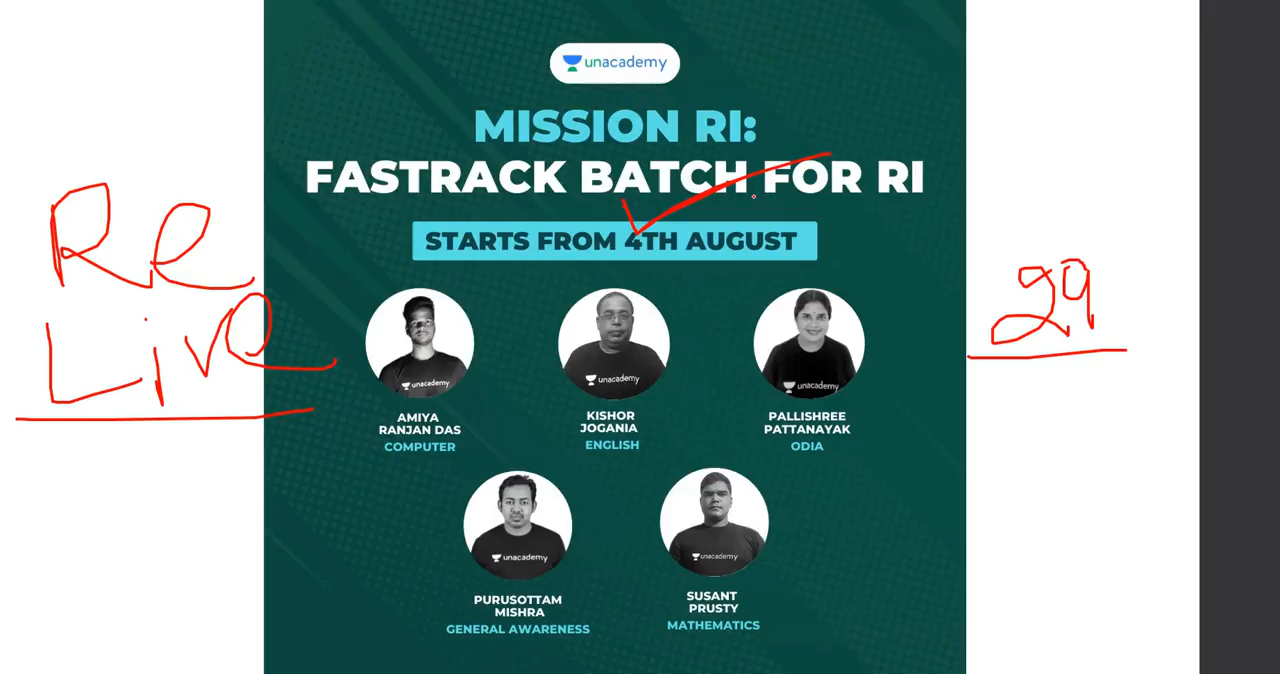 unacademy
MISSION RI:
FASTRACK BATCH FOR RI
STARTS FROM 4TH AUGUST
Re
Live
29
unacademy
unacademy
unacademy
AMIYA
RANJAN DAS
COMPUTER
KISHOR
JOGANIA
ENGLISH
PALLISHREE
PATTANAYAK
ODIA
unacademy
unacademy
PURUSOTTAM
MISHRA
GENERAL AWARENESS
SUSANT
PRUSTY
MATHEMATICS